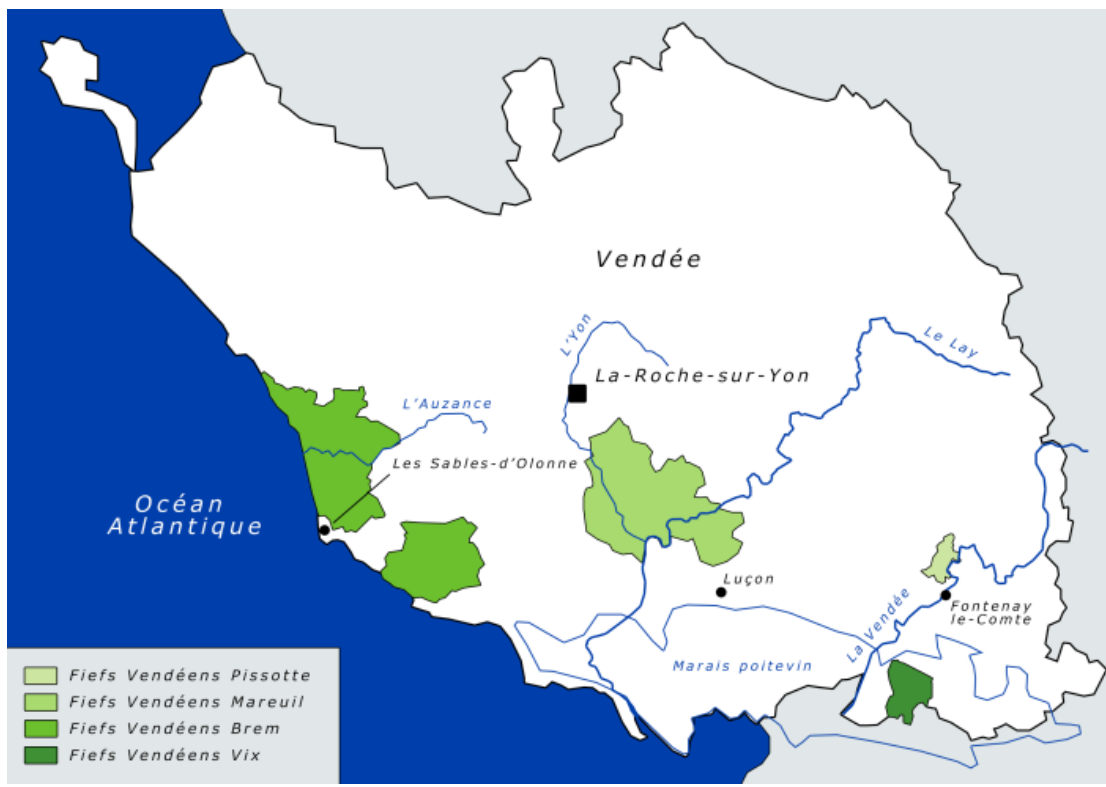 Vendée
L'Yon
Le Lay
La-Roche-sur-Yon
L'Auzance
Les Sables-d'Olonne
Océan
Atlantique
Luçon
La Vendée
Fontenay
le-Comte
Marais poitevin
Fiefs Vendéens Pissotte
Fiefs Vendéens Mareuil
Fiefs Vendéens Brem
Fiefs Vendéens Vix